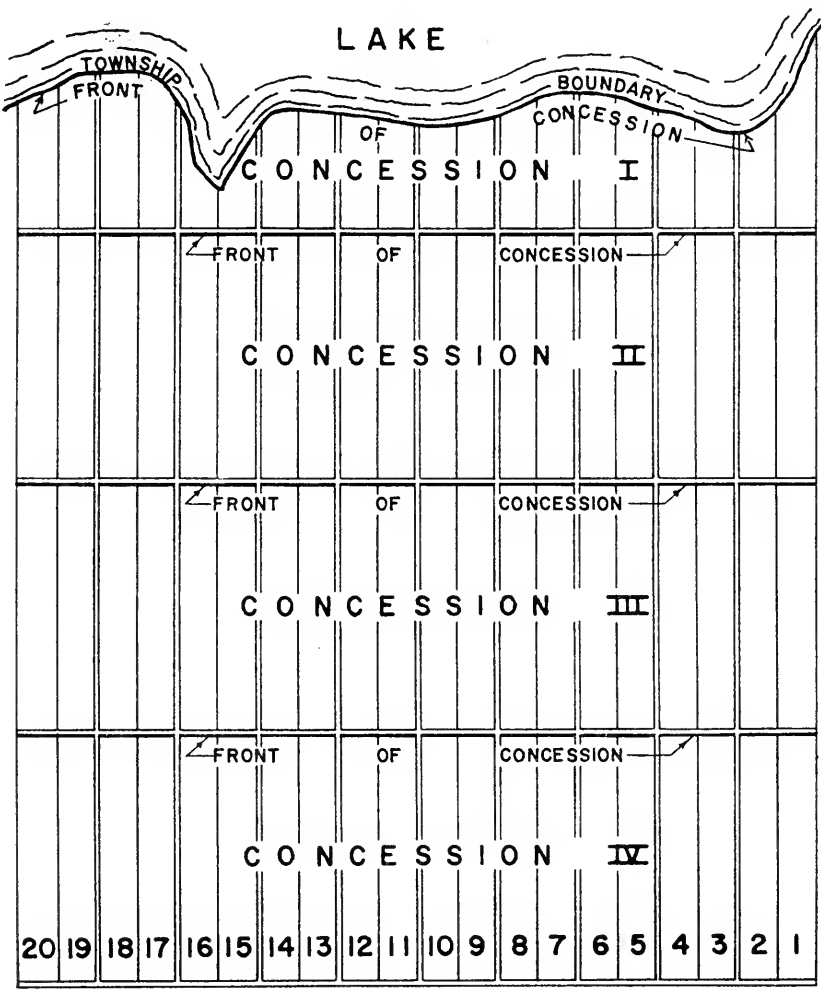 LAKE
TOWNSHIP BOUNDARY
FRONT OF CONCESSION
CONCESSION I
FRONT OF CONCESSION
CONCESSION II
FRONT OF CONCESSION
CONCESSION III
FRONT OF CONCESSION
CONCESSION IV
20 19 18 17 16 15 14 13 12 11 10 9 8 7 6 5 4 3 2 1